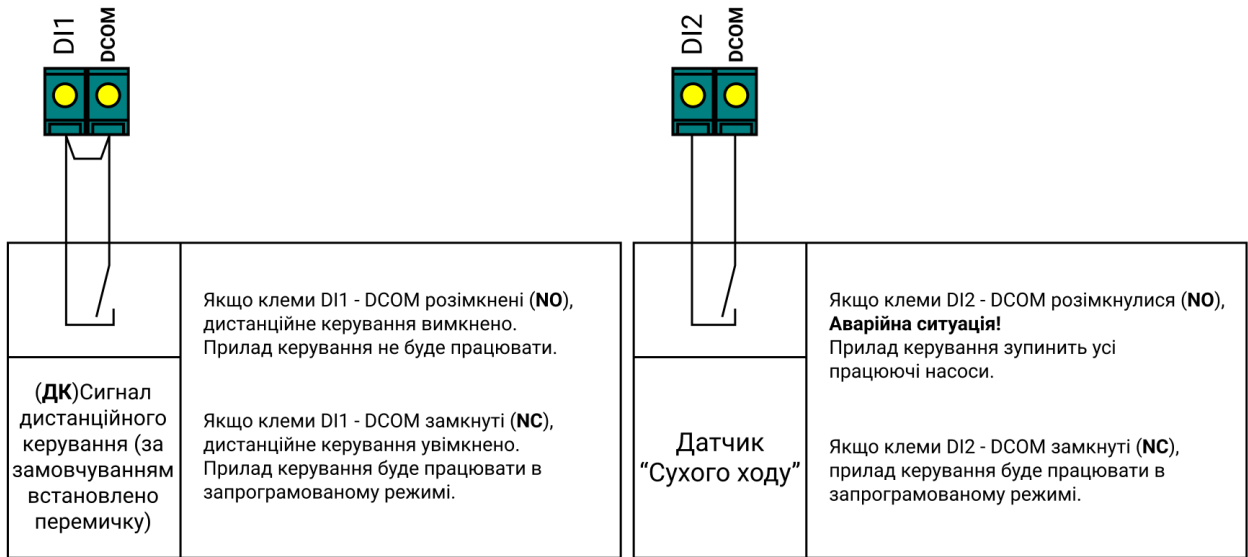 DI1
DCOM
Якщо клеми DI1 - DCOM розімкнені (NO),
дистанційне керування вимкнено.
Прилад керування не буде працювати.
Якщо клеми DI1 - DCOM замкнуті (NC),
дистанційне керування увімкнено.
Прилад керування буде працювати в
запрограмованому режимі.
(ДК)Сигнал
дистанційного
керування (за
замовчуванням
встановлено
перемичку)
DI2
DCOM
Якщо клеми DI2 - DCOM розімкнулися (NO),
Аварійна ситуація!
Прилад керування зупинить усі
працюючі насоси.
Якщо клеми DI2 - DCOM замкнуті (NC),
прилад керування буде працювати в
запрограмованому режимі.
Датчик
“Сухого ходу”